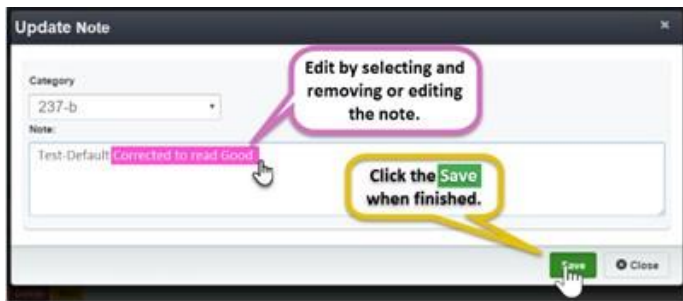 Update Note
×
Edit by selecting and
removing or editing
the note.
Category
237-b
Note:
Test-Default Corrected to read Good
Click the Save
when finished.
Save
Close